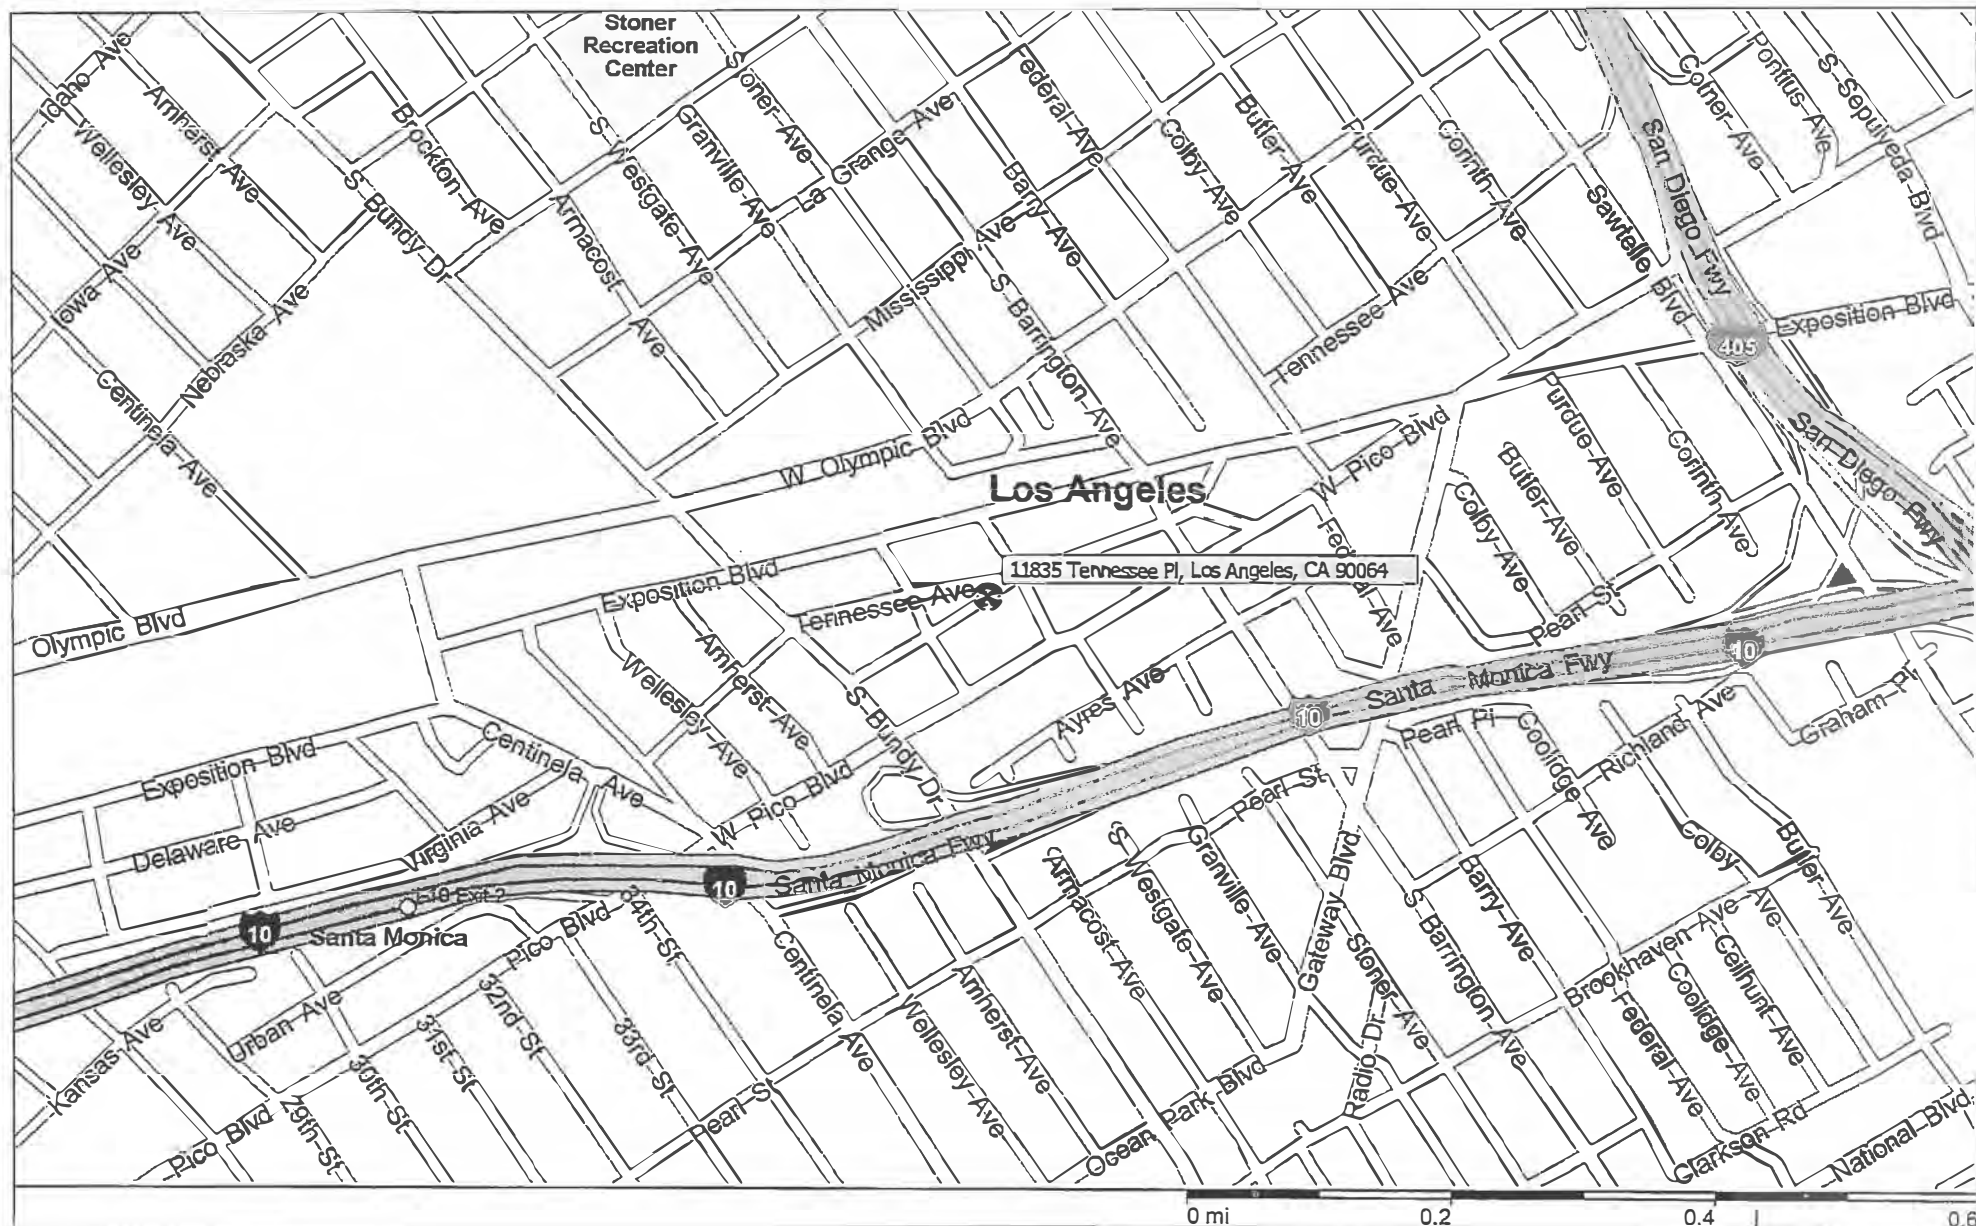 Stoner
Recreation
Center
Idaho Ave
Amherst Ave
Wellesley Ave
Brockton Ave
S Bundy Dr
S Westgate Ave
Granville Ave
Stoner Ave
La Grange Ave
Federal Ave
Barry Ave
Colby Ave
Butler Ave
Purdue Ave
Corinth Ave
Cotner Ave
Pontius Ave
S Sepulveda Blvd
San Diego Fwy
Sawtelle Blvd
Armacost Ave
Mississippi Ave
S Barrington Ave
Tennessee Ave
Iowa Ave
Nebraska Ave
Centinela Ave
Exposition Blvd
405
San Diego Fwy
W Olympic Blvd
W Pico Blvd
Purdue Ave
Corinth Ave
Butler Ave
Colby Ave
Los Angeles
11835 Tennessee Pl, Los Angeles, CA 90064
Federal Ave
Exposition Blvd
Tennessee Ave
Olympic Blvd
Pearl St
Amherst Ave
Wellesley Ave
S Bundy Dr
Ayres Ave
10
Santa Monica Fwy
10
Graham Pl
Richland Ave
Pearl Pl
Coolidge Ave
Centinela Ave
Exposition Blvd
W Pico Blvd
Pearl St
Delaware Ave
Virginia Ave
Santa Monica Fwy
10
I-10 Exit 2
34th St
10
Santa Monica
Pico Blvd
Armacost Ave
S Westgate Ave
Granville Ave
Gateway Blvd
Stoner Ave
S Barrington Ave
Barry Ave
Colby Ave
Butler Ave
Brookhaven Ave
Ceilhunt Ave
Coolidge Ave
Federal Ave
Centinela Ave
Amherst Ave
Wellesley Ave
Kansas Ave
Urban Ave
32nd St
31st St
33rd St
30th St
29th St
Pico Blvd
Pearl St
Radio Dr
Ocean Park Blvd
Clarkson Rd
National Blvd
0 mi
0.2
0.4